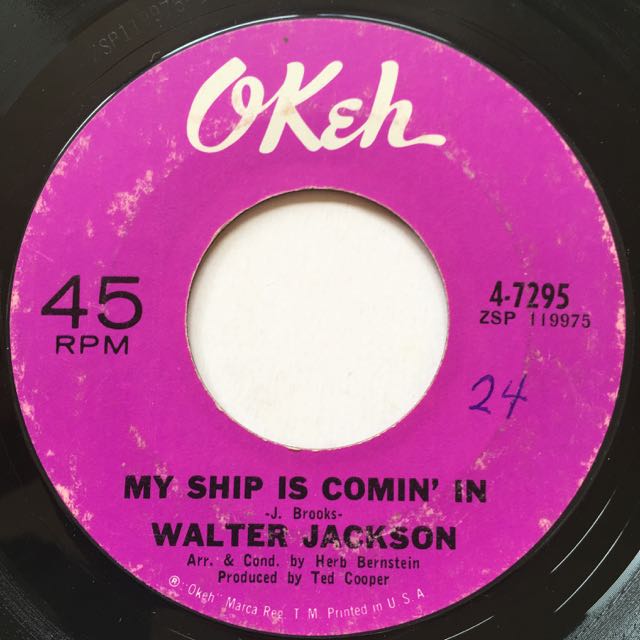 OKeh
45
RPM
4-7295
ZSP 119975
24
MY SHIP IS COMIN' IN
-J. Brooks-
WALTER JACKSON
Arr. & Cond. by Herb Bernstein
Produced by Ted Cooper
® "Okeh" Marca Reg. T M. Printed in U S A
ZSP119975